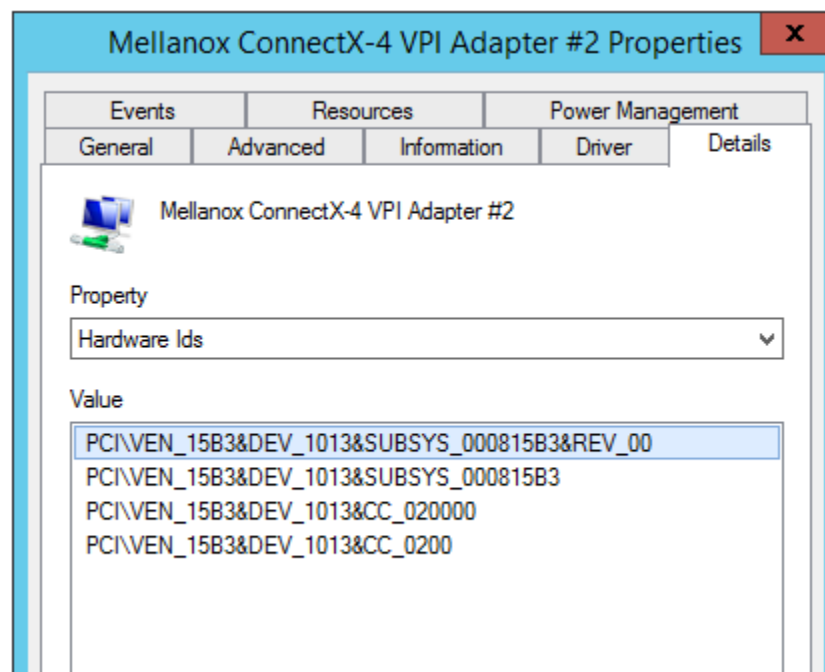 Mellanox ConnectX-4 VPI Adapter #2 Properties
x
Events Resources Power Management
General Advanced Information Driver Details
Mellanox ConnectX-4 VPI Adapter #2
Property
Hardware Ids
Value
PCI\VEN_15B3&DEV_1013&SUBSYS_000815B3&REV_00
PCI\VEN_15B3&DEV_1013&SUBSYS_000815B3
PCI\VEN_15B3&DEV_1013&CC_020000
PCI\VEN_15B3&DEV_1013&CC_0200